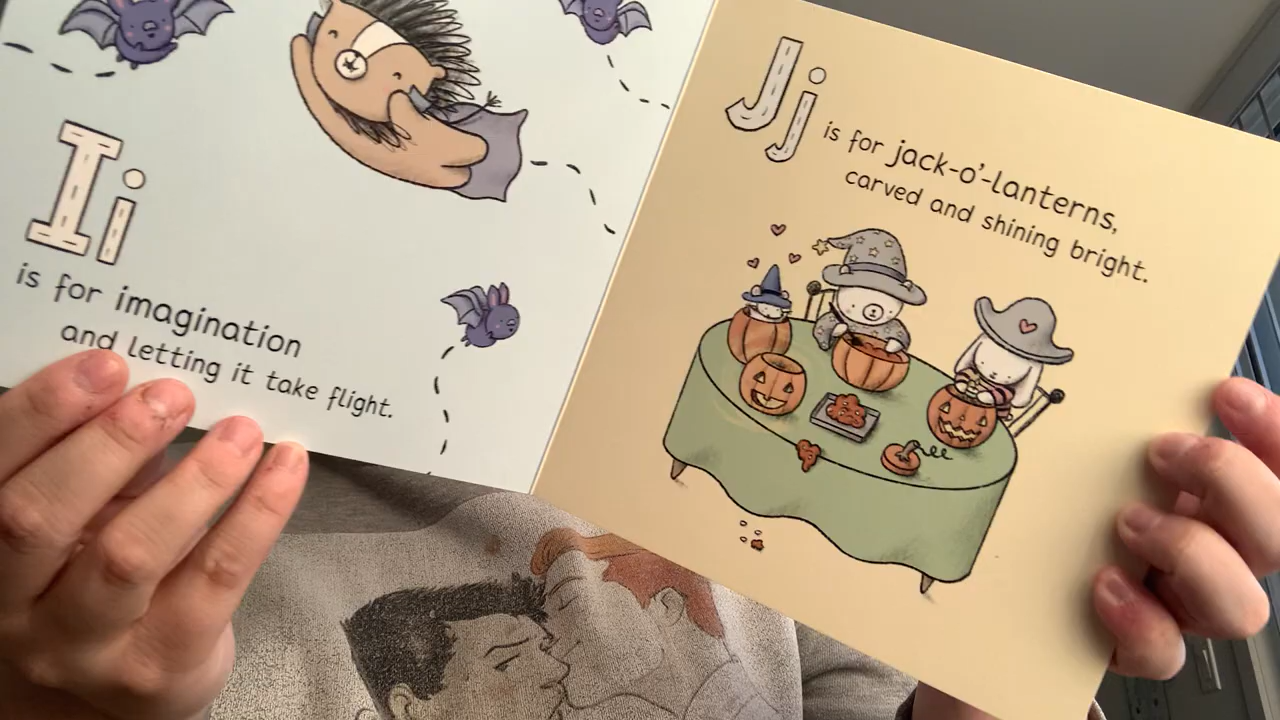 Ii
is for imagination
and letting it take flight.
Jj
is for jack-o'-lanterns,
carved and shining bright.